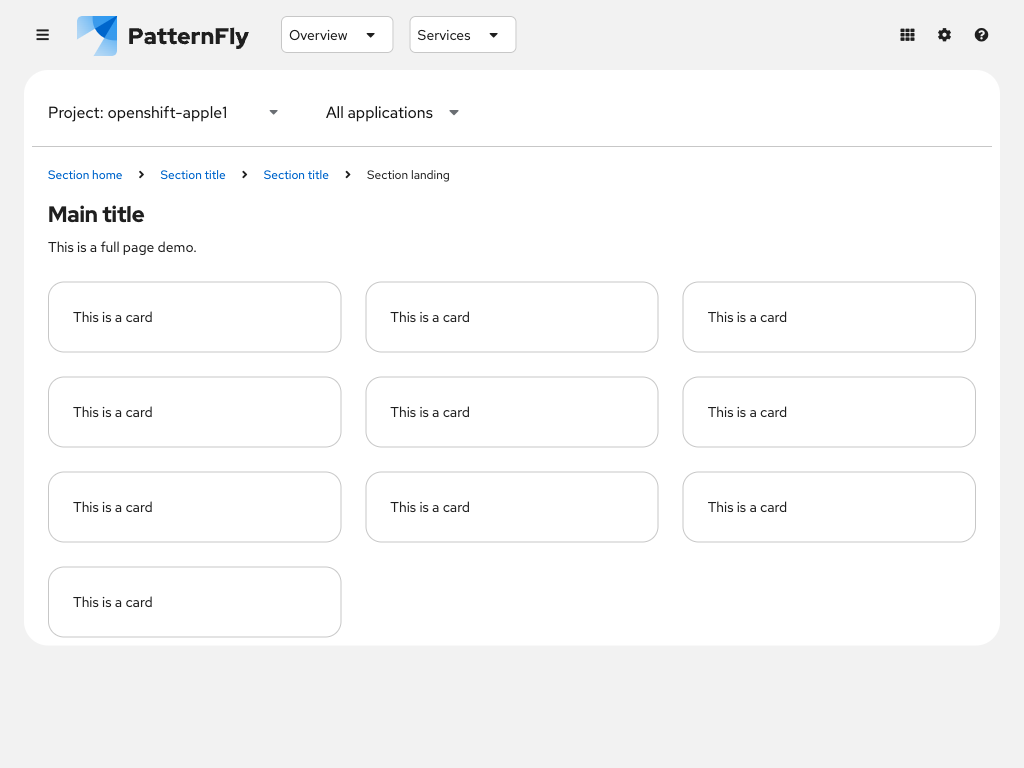 PatternFly Overview Services
Project: openshift-apple1 All applications
Section home Section title Section title Section landing
Main title
This is a full page demo.
This is a card This is a card This is a card
This is a card This is a card This is a card
This is a card This is a card This is a card
This is a card